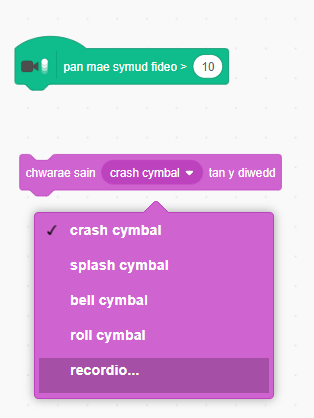 pan mae symud fideo > 10
chwarae sain crash cymbal tan y diwedd
crash cymbal
splash cymbal
bell cymbal
roll cymbal
recordio...